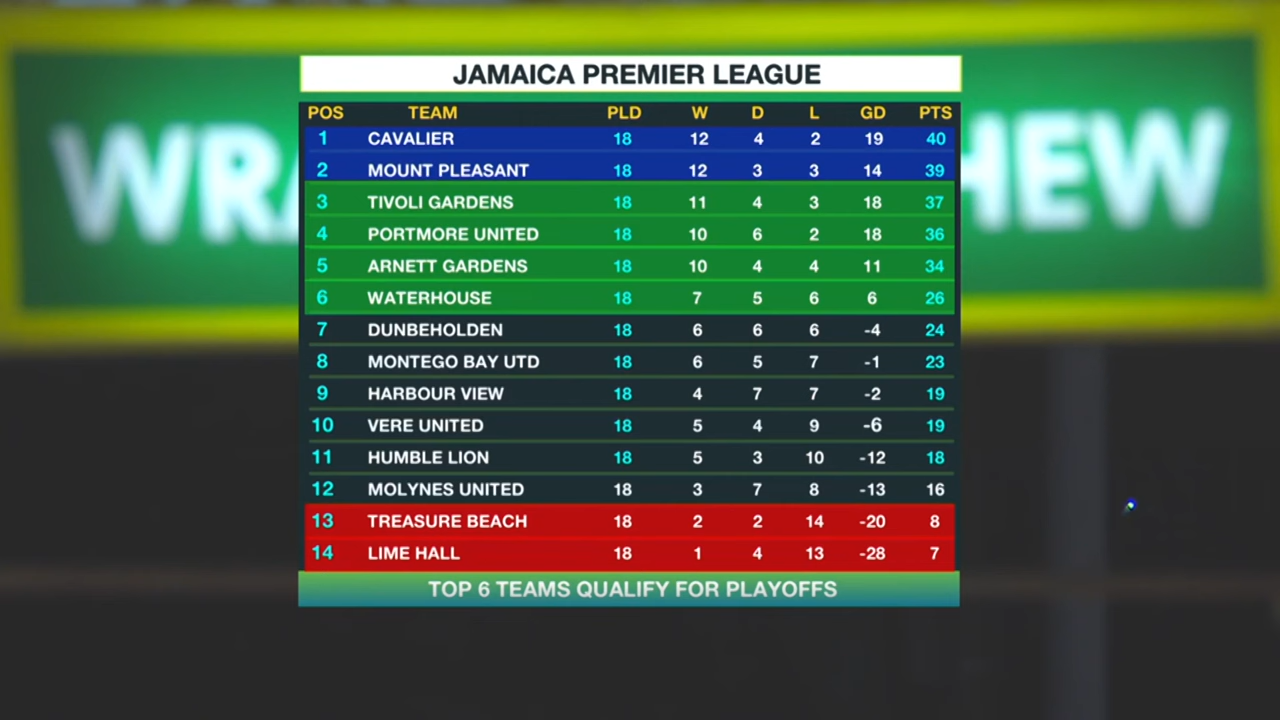 JAMAICA PREMIER LEAGUE
POS TEAM PLD W D L GD PTS
1 CAVALIER 18 12 4 2 19 40
2 MOUNT PLEASANT 18 12 3 3 14 39
3 TIVOLI GARDENS 18 11 4 3 18 37
4 PORTMORE UNITED 18 10 6 2 18 36
5 ARNETT GARDENS 18 10 4 4 11 34
6 WATERHOUSE 18 7 5 6 6 26
7 DUNBEHOLDEN 18 6 6 6 -4 24
8 MONTEGO BAY UTD 18 6 5 7 -1 23
9 HARBOUR VIEW 18 4 7 7 -2 19
10 VERE UNITED 18 5 4 9 -6 19
11 HUMBLE LION 18 5 3 10 -12 18
12 MOLYNES UNITED 18 3 7 8 -13 16
13 TREASURE BEACH 18 2 2 14 -20 8
14 LIME HALL 18 1 4 13 -28 7
TOP 6 TEAMS QUALIFY FOR PLAYOFFS